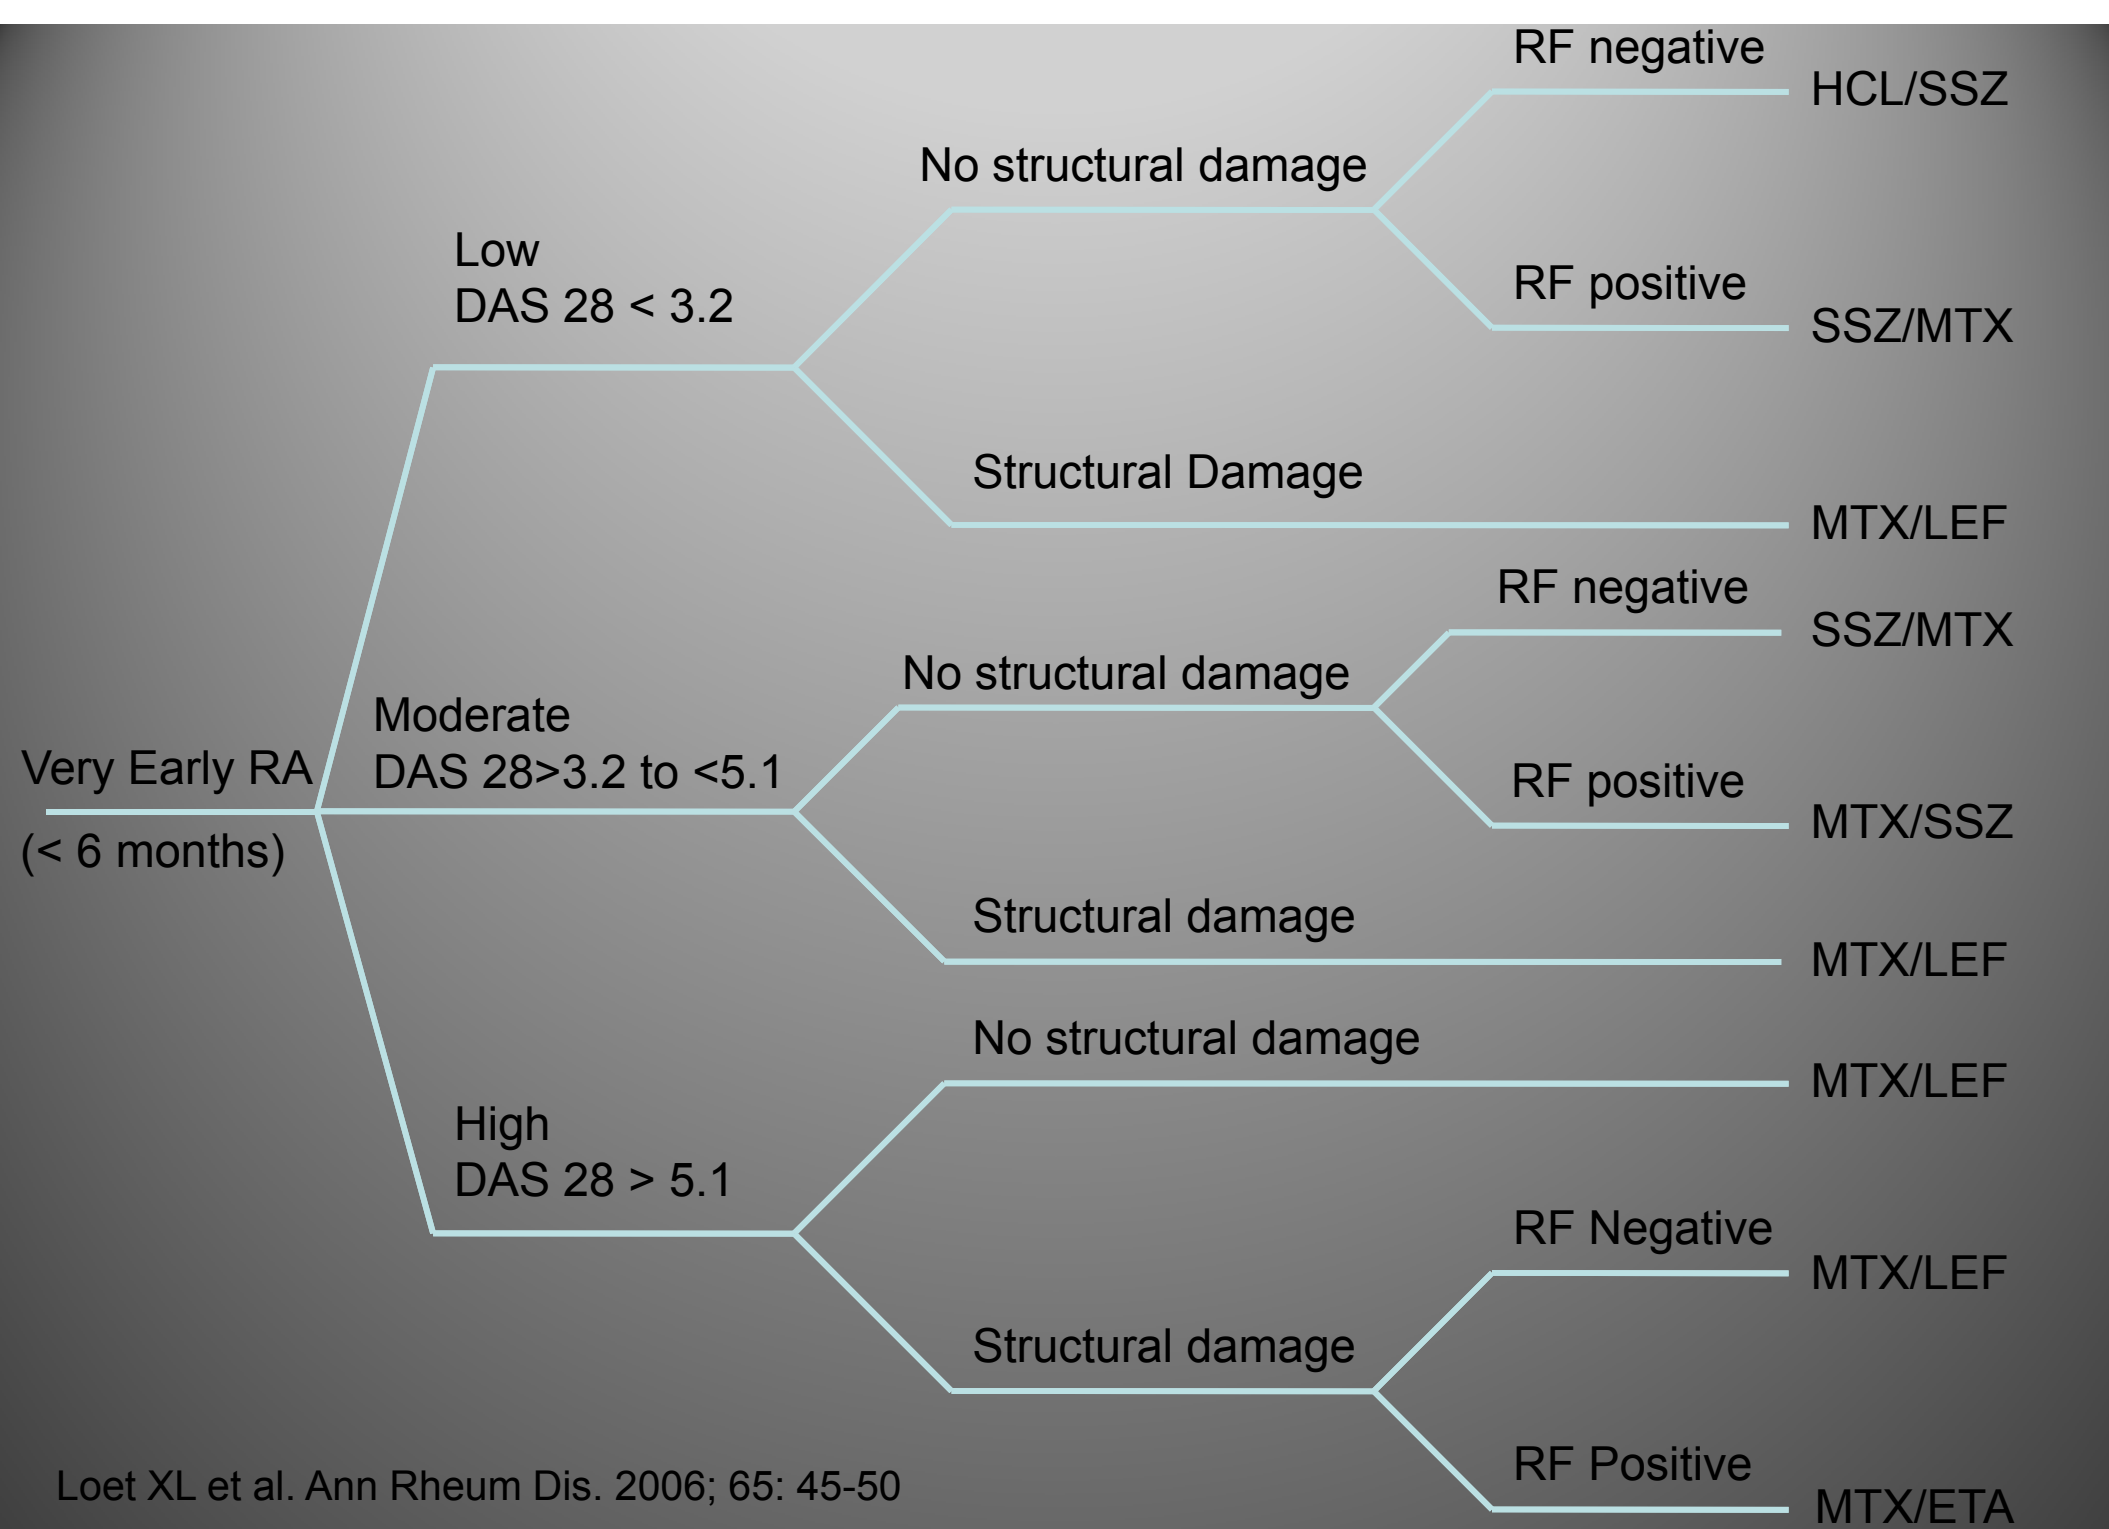 RF negative
HCL/SSZ
No structural damage
Low
DAS 28 < 3.2
RF positive
SSZ/MTX
Structural Damage
MTX/LEF
RF negative
SSZ/MTX
No structural damage
Moderate
DAS 28>3.2 to <5.1
Very Early RA
(< 6 months)
RF positive
MTX/SSZ
Structural damage
MTX/LEF
No structural damage
MTX/LEF
High
DAS 28 > 5.1
RF Negative
MTX/LEF
Structural damage
RF Positive
MTX/ETA
Loet XL et al. Ann Rheum Dis. 2006; 65: 45-50